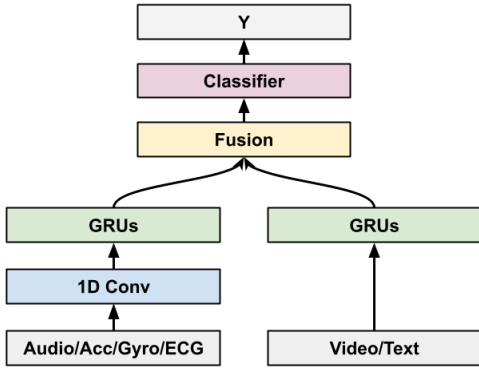 Y
Classifier
Fusion
GRUs
GRUs
1D Conv
Audio/Acc/Gyro/ECG
Video/Text